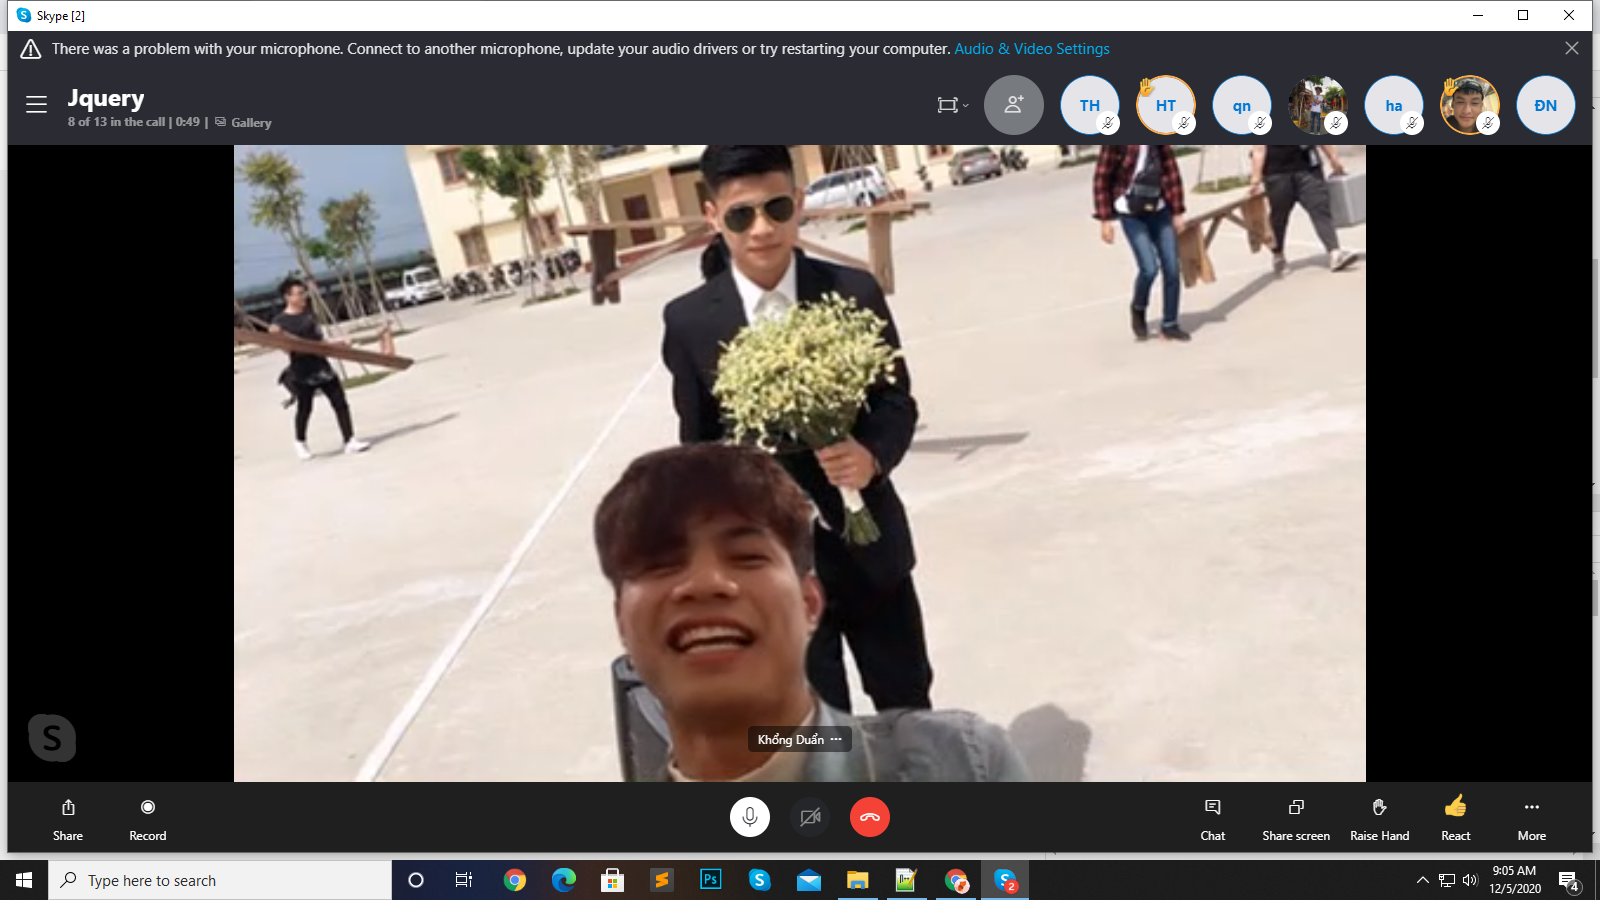 Skype [2]
There was a problem with your microphone. Connect to another microphone, update your audio drivers or try restarting your computer. Audio & Video Settings
Jquery
8 of 13 in the call | 0:49 | Gallery
TH
HT
qn
ha
ĐN
Khổng Duẩn ···
S
Share
Record
Chat
Share screen
Raise Hand
React
More
Type here to search
Ps
S
2
9:05 AM
12/5/2020
4